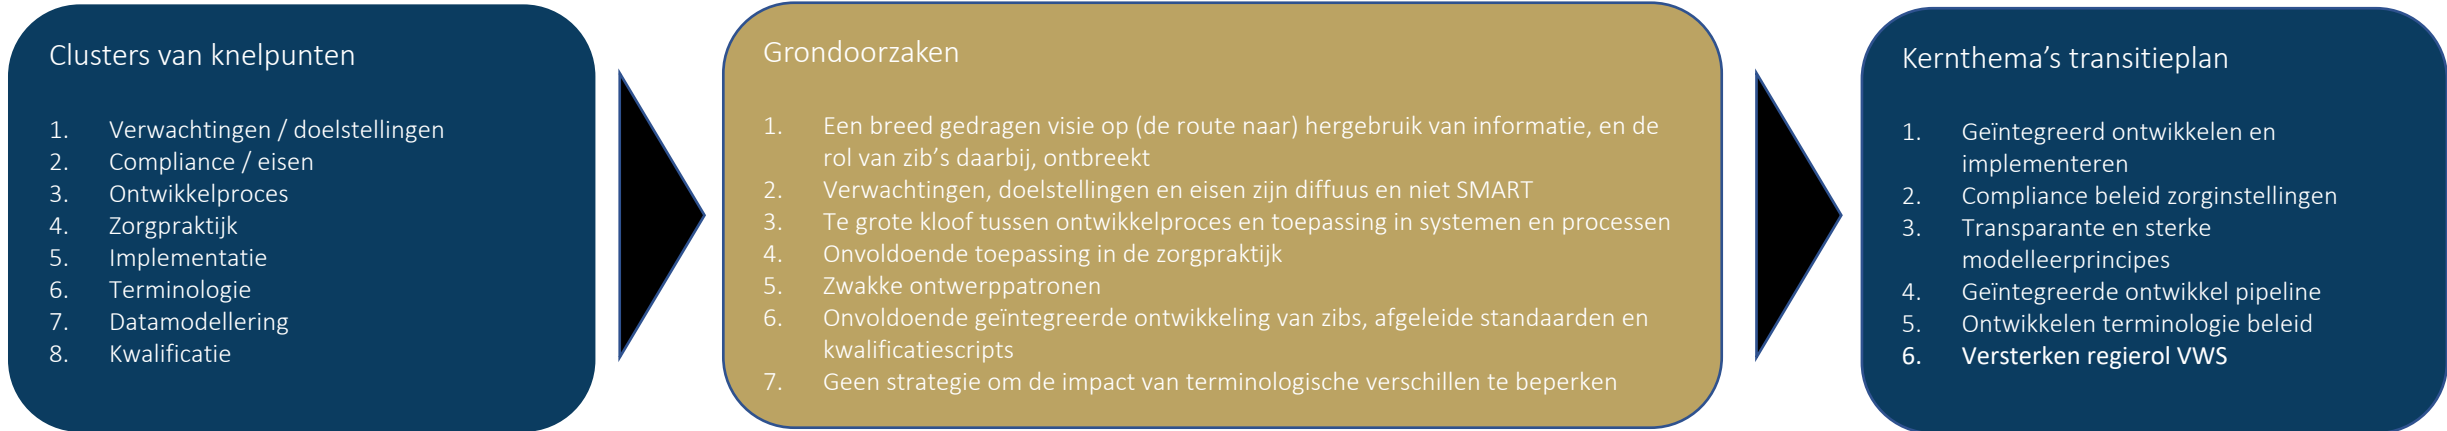 Clusters van knelpunten
1. Verwachtingen / doelstellingen
2. Compliance / eisen
3. Ontwikkelproces
4. Zorgpraktijk
5. Implementatie
6. Terminologie
7. Datamodellering
8. Kwalificatie
Grondoorzaken
1. Een breed gedragen visie op (de route naar) hergebruik van informatie, en de
rol van zib's daarbij, ontbreekt
2. Verwachtingen, doelstellingen en eisen zijn diffuus en niet SMART
3. Te grote kloof tussen ontwikkelproces en toepassing in systemen en processen
4. Onvoldoende toepassing in de zorgpraktijk
5. Zwakke ontwerppatronen
6. Onvoldoende geïntegreerde ontwikkeling van zibs, afgeleide standaarden en
kwalificatiescripts
7. Geen strategie om de impact van terminologische verschillen te beperken
Kernthema's transitieplan
1. Geïntegreerd ontwikkelen en
implementeren
2. Compliance beleid zorginstellingen
3. Transparante en sterke
modelleerprincipes
4. Geïntegreerde ontwikkel pipeline
5. Ontwikkelen terminologie beleid
6. Versterken regierol VWS